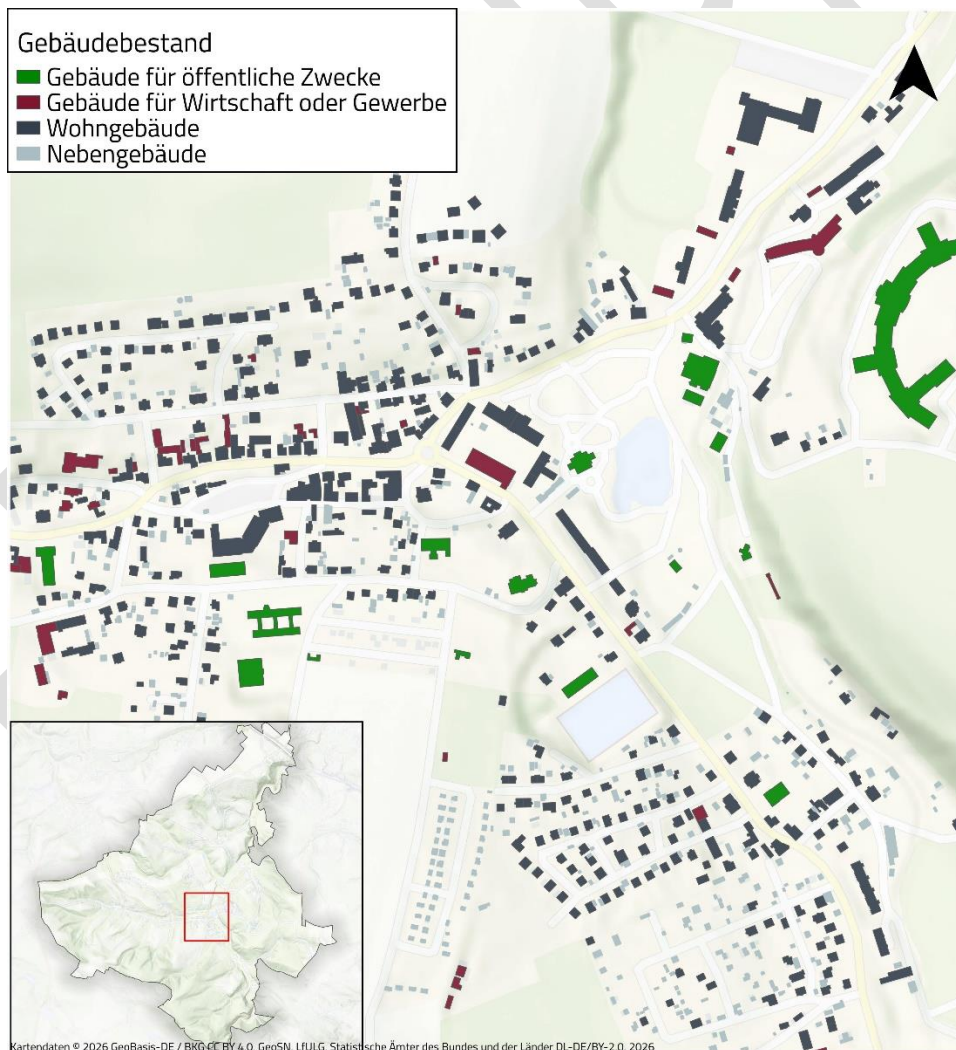 Gebäudebestand
Gebäude für öffentliche Zwecke
Gebäude für Wirtschaft oder Gewerbe
Wohngebäude
Nebengebäude
Kartendaten © 2026 GeoBasis-DE / BKG CC BY 4.0, GeoSN, LfULG, Statistische Ämter des Bundes und der Länder DL-DE/BY-2.0, 2026